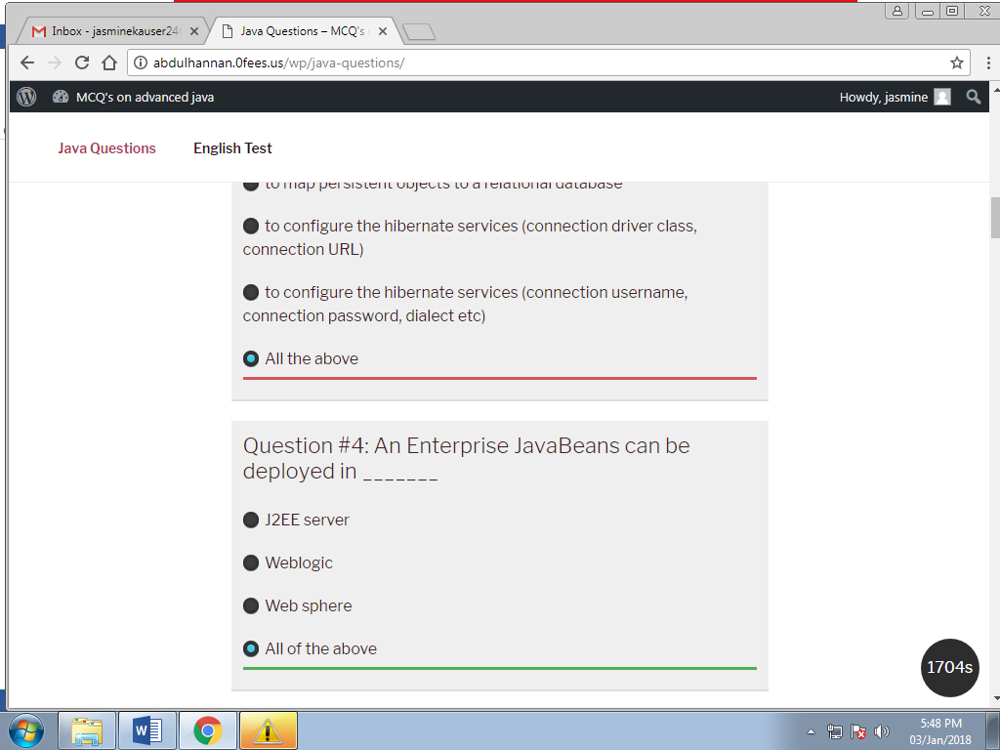 Inbox - jasminekauser24
Java Questions – MCQ's
abdulhannan.0fees.us/wp/java-questions/
MCQ's on advanced java
Howdy, jasmine
Java Questions
English Test
to map persistent objects to a relational database
to configure the hibernate services (connection driver class,
connection URL)
to configure the hibernate services (connection username,
connection password, dialect etc)
All the above
Question #4: An Enterprise JavaBeans can be
deployed in _______
J2EE server
Weblogic
Web sphere
All of the above
1704s
5:48 PM
03/Jan/2018